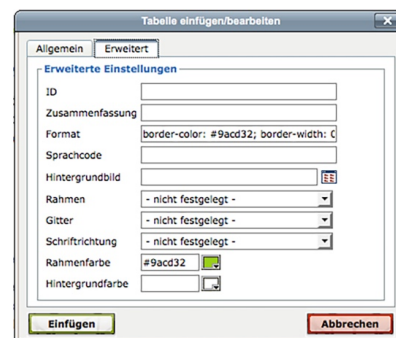 Tabelle einfügen/bearbeiten
Allgemein Erweitert
Erweiterte Einstellungen
ID
Zusammenfassung
Format border-color: #9acd32; border-width: 0
Sprachcode
Hintergrundbild
Rahmen - nicht festgelegt -
Gitter - nicht festgelegt -
Schriftrichtung - nicht festgelegt -
Rahmenfarbe #9acd32
Hintergrundfarbe
Einfügen Abbrechen